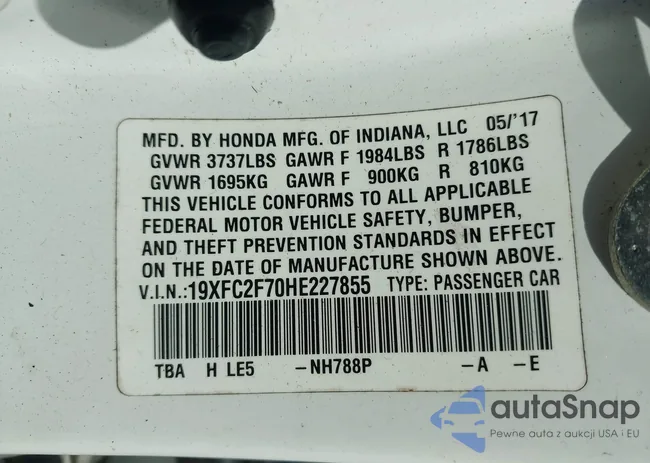 MFD. BY HONDA MFG. OF INDIANA, LLC 05/'17
GVWR 3737LBS GAWR F 1984LBS R 1786LBS
GVWR 1695KG GAWR F 900KG R 810KG
THIS VEHICLE CONFORMS TO ALL APPLICABLE
FEDERAL MOTOR VEHICLE SAFETY, BUMPER,
AND THEFT PREVENTION STANDARDS IN EFFECT
ON THE DATE OF MANUFACTURE SHOWN ABOVE.
V.I.N.:19XFC2F70HE227855 TYPE: PASSENGER CAR
TBA H LE5 -NH788P -A -E
autaSnap
Pewne auta z aukcji USA i EU